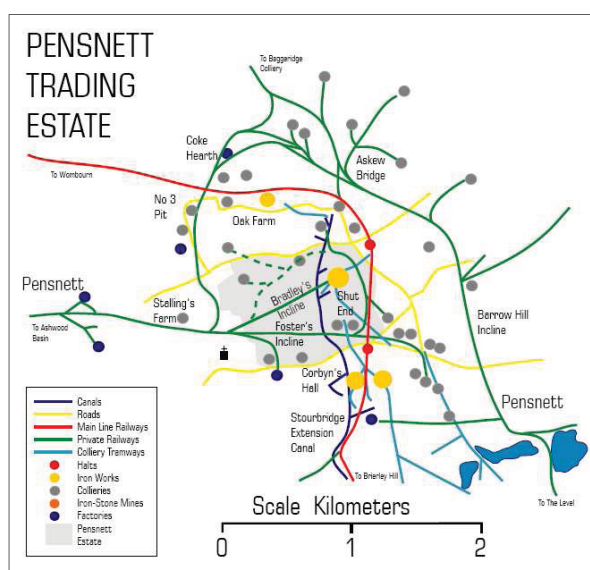 PENSNETT
TRADING
ESTATE
To Baggeridge
Colliery
Coke
Hearth
Askew
Bridge
To Wombourn
No 3
Pit
Oak Farm
Pensnett
Stalling's
Farm
Bradley's
Incline
Shut
End
Barrow Hill
Incline
To Ashwood
Basin
Foster's
Incline
Corbyn's
Hall
Pensnett
Stourbridge
Extension
Canal
To Brierley Hill
To The Level
Canals
Roads
Main Line Railways
Private Railways
Colliery Tramways
Halts
Iron Works
Collieries
Iron-Stone Mines
Factories
Pensnett
Estate
Scale Kilometers
0 1 2